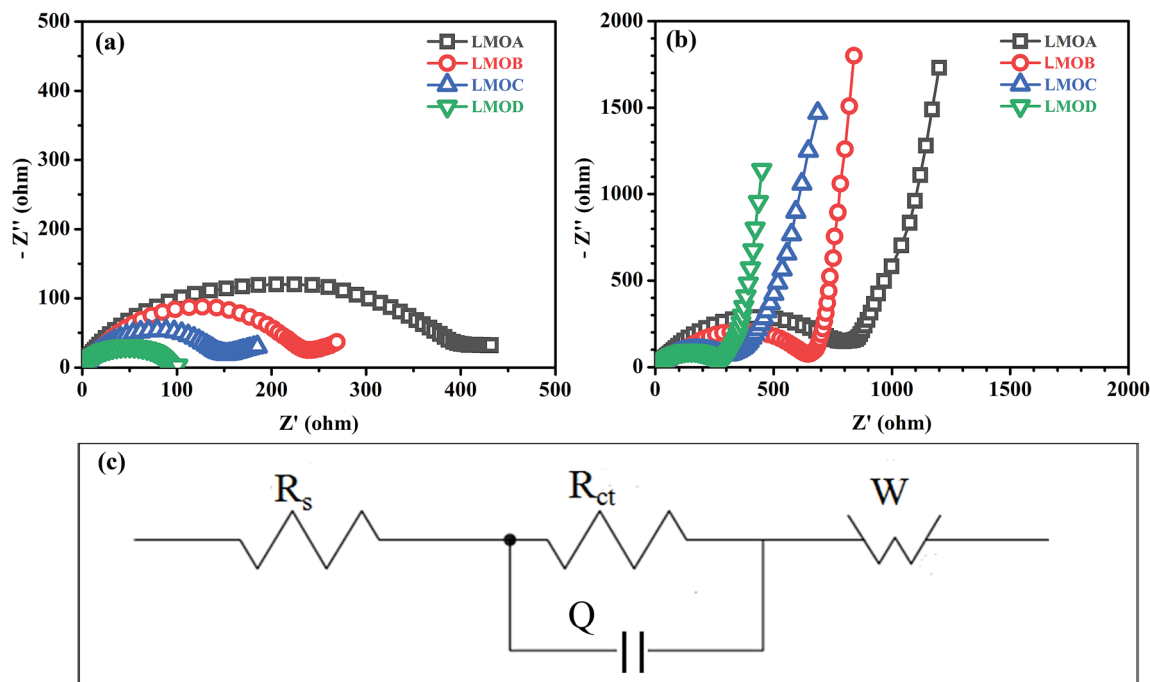 (a)
LMOA
LMOB
LMOC
LMOD
500
400
300
200
100
0
- Z'' (ohm)
0 100 200 300 400 500
Z' (ohm)
(b)
LMOA
LMOB
LMOC
LMOD
2000
1500
1000
500
0
- Z'' (ohm)
0 500 1000 1500 2000
Z' (ohm)
(c)
Rs
Rct
W
Q